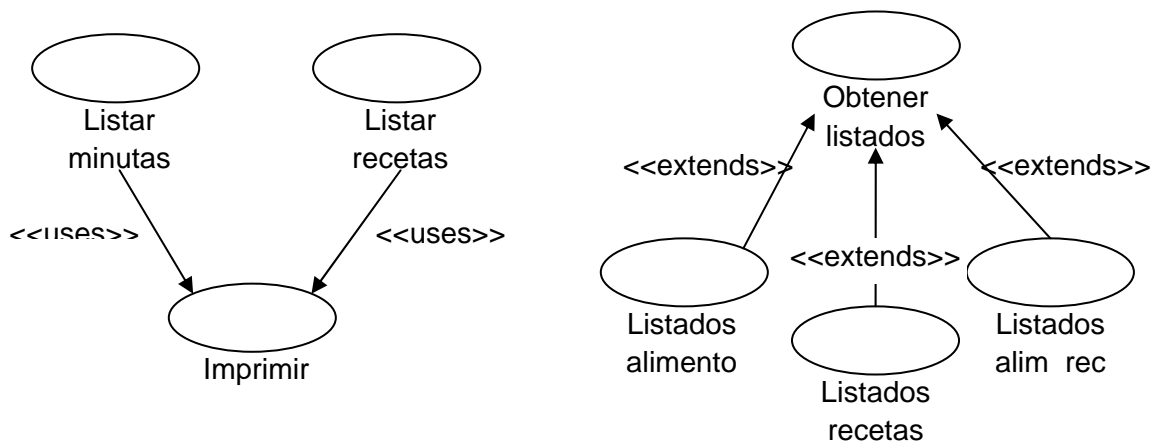 Listar
minutas
Listar
recetas
<<uses>>
<<uses>>
Imprimir
Obtener
listados
<<extends>>
<<extends>>
<<extends>>
Listados
alimento
Listados
recetas
Listados
alim rec